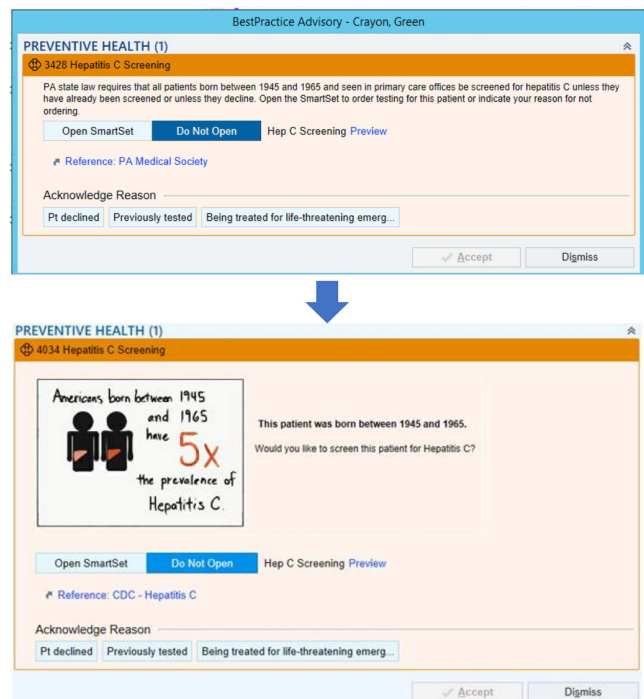 BestPractice Advisory - Crayon, Green
PREVENTIVE HEALTH (1)
3428 Hepatitis C Screening
PA state law requires that all patients born between 1945 and 1965 and seen in primary care offices be screened for hepatitis C unless they
have already been screened or unless they decline. Open the SmartSet to order testing for this patient or indicate your reason for not
ordering.
Open SmartSet Do Not Open Hep C Screening Preview
Reference: PA Medical Society
Acknowledge Reason
Pt declined Previously tested Being treated for life-threatening emerg...
Accept Dismiss
PREVENTIVE HEALTH (1)
4034 Hepatitis C Screening
Americans born between 1945
and 1965
have 5x
the prevalence of
Hepatitis C.
This patient was born between 1945 and 1965.
Would you like to screen this patient for Hepatitis C?
Open SmartSet Do Not Open Hep C Screening Preview
Reference: CDC - Hepatitis C
Acknowledge Reason
Pt declined Previously tested Being treated for life-threatening emerg...
Accept Dismiss